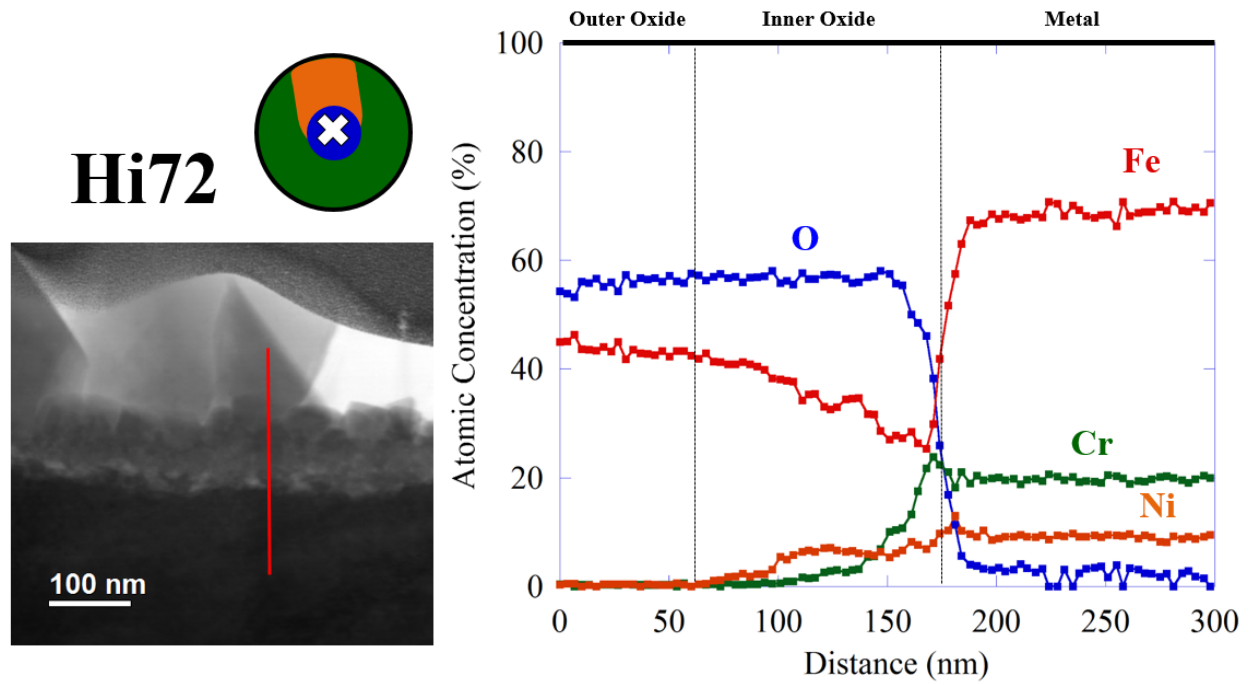 Hi72
100 nm
Outer Oxide Inner Oxide Metal
100
80
60
40
20
0
Atomic Concentration (%)
Fe
O
Cr
Ni
0 50 100 150 200 250 300
Distance (nm)